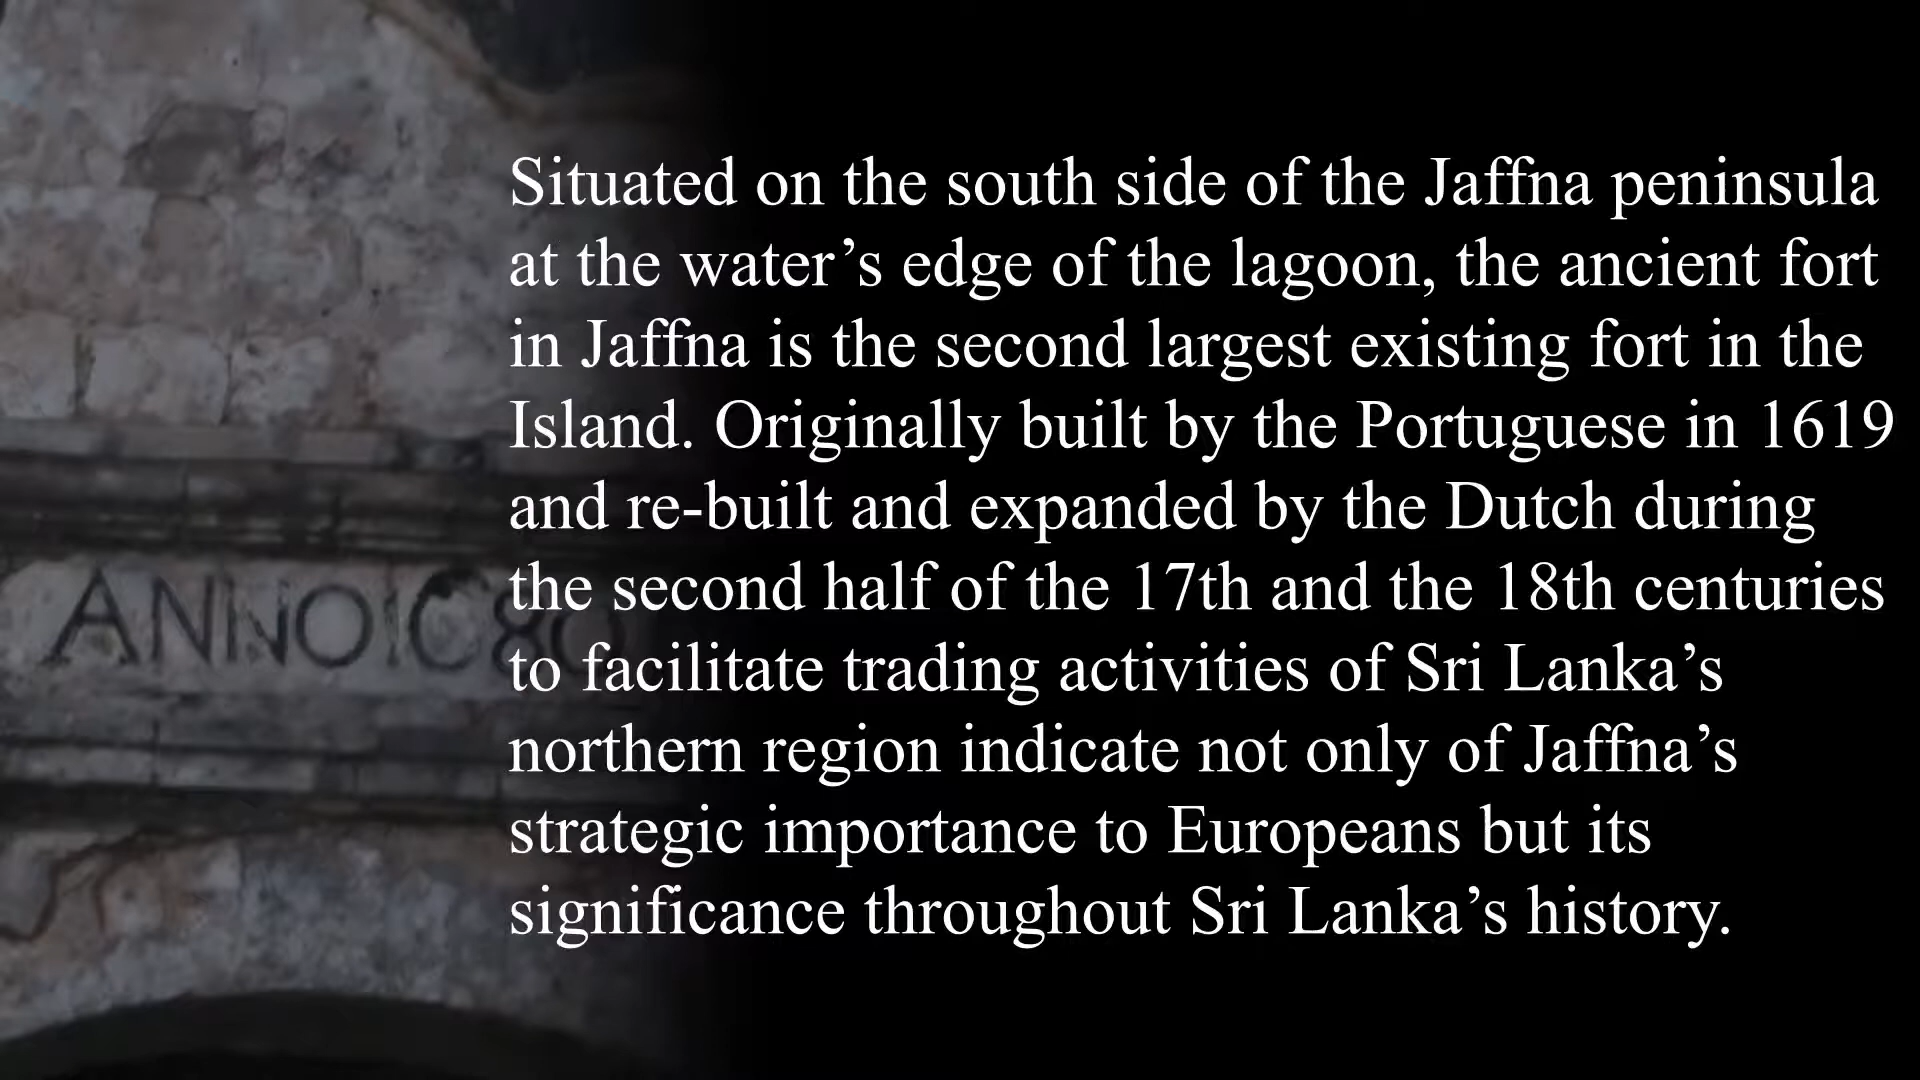 Situated on the south side of the Jaffna peninsula
at the water’s edge of the lagoon, the ancient fort
in Jaffna is the second largest existing fort in the
Island. Originally built by the Portuguese in 1619
and re-built and expanded by the Dutch during
the second half of the 17th and the 18th centuries
to facilitate trading activities of Sri Lanka’s
northern region indicate not only of Jaffna’s
strategic importance to Europeans but its
significance throughout Sri Lanka’s history.
ANNO